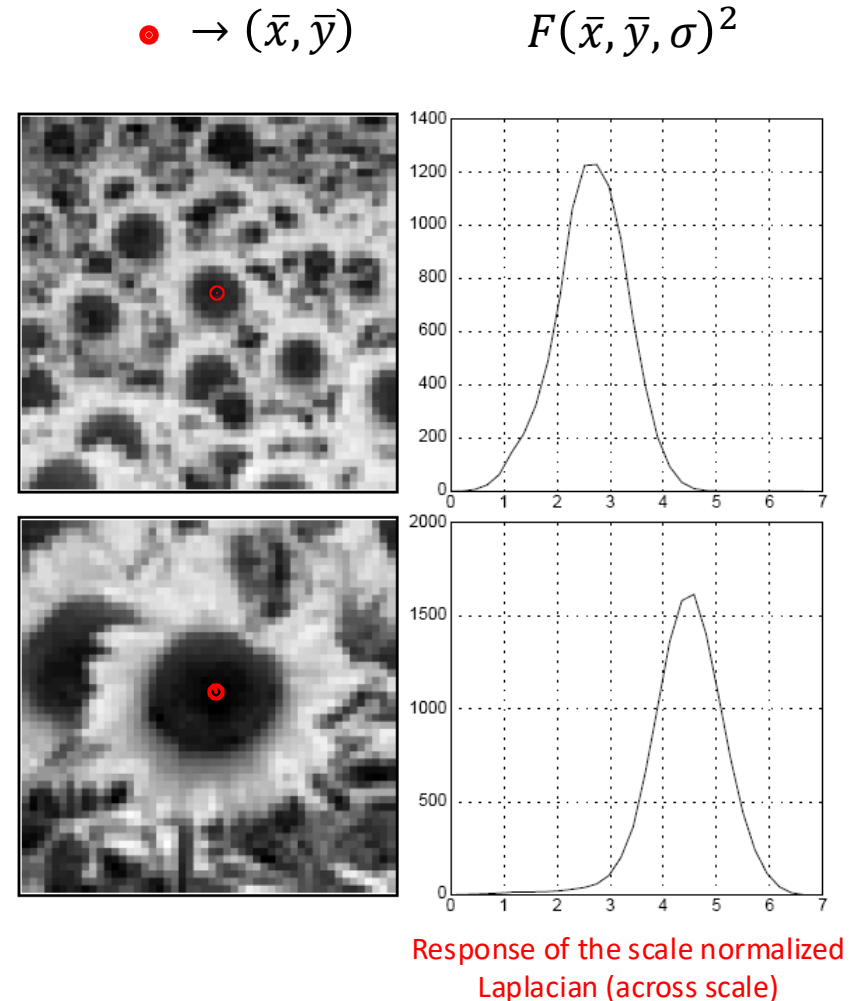 → (x̄, ȳ)
F(x̄, ȳ, σ)²
1400
1200
1000
800
600
400
200
0
0 1 2 3 4 5 6 7
2000
1500
1000
500
0
0 1 2 3 4 5 6 7
Response of the scale normalized
Laplacian (across scale)